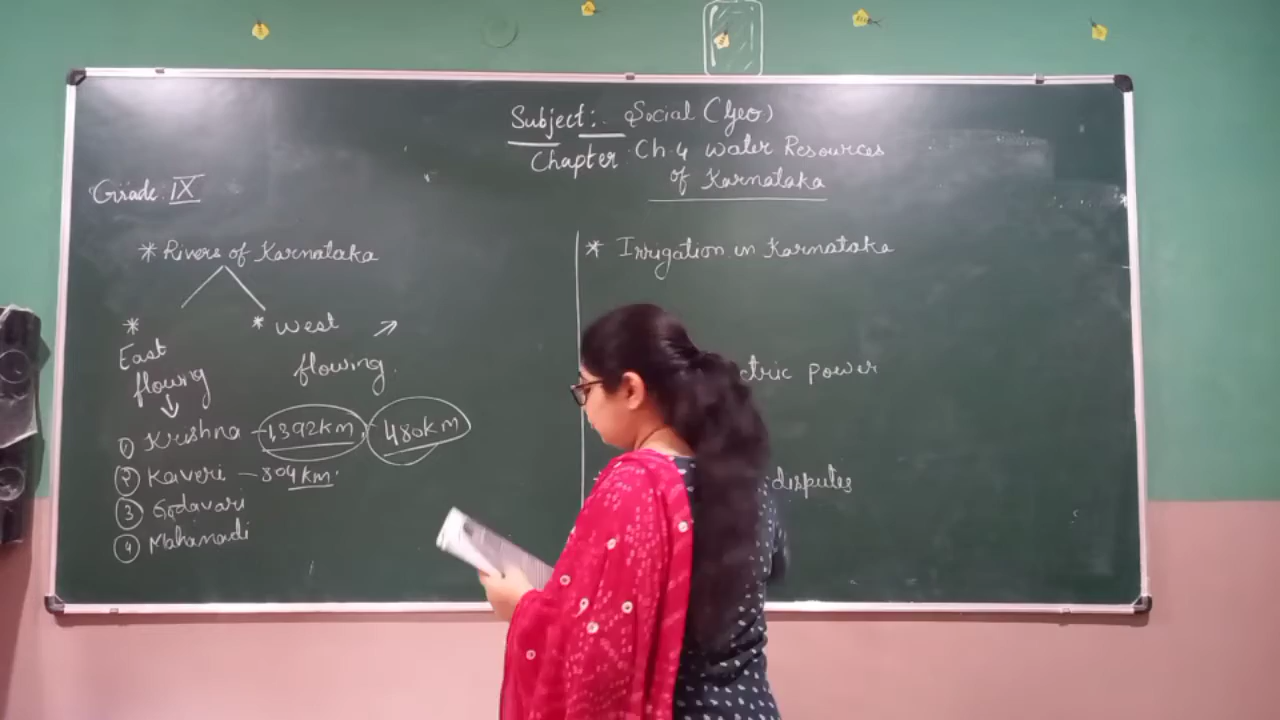 Subject:- Social (Geo)
Chapter: Ch.4 Water Resources
of Karnataka
Grade: IX
* Rivers of Karnataka
* East
flowing
* West
flowing.
1 Krishna - 1392km, 480km
2 Kaveri - 804km.
3 Godavari
4 Mahanadi
* Irrigation in Karnataka
ctric power
disputes